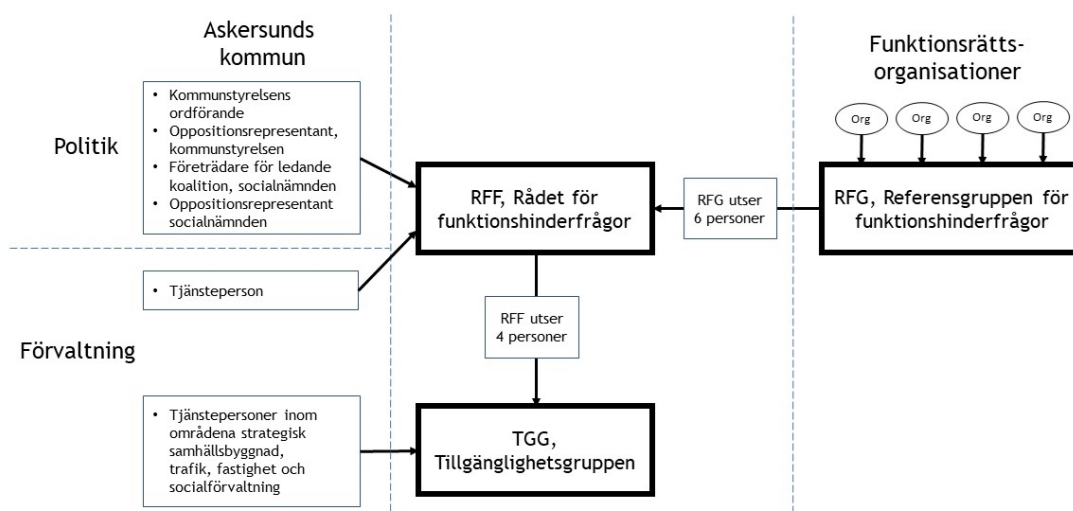 Askersunds
kommun
Politik
• Kommunstyrelsens
ordförande
• Oppositionsrepresentant,
kommunstyrelsen
• Företrädare för ledande
koalition, socialnämnden
• Oppositionsrepresentant
socialnämnden
• Tjänsteperson
Förvaltning
• Tjänstepersoner inom
områdena strategisk
samhällsbyggnad,
trafik, fastighet och
socialförvaltning
RFF, Rådet för
funktionshinderfrågor
RFF utser
4 personer
TGG,
Tillgänglighetsgruppen
RFG utser
6 personer
Funktionsrätts-
organisationer
Org
Org
Org
Org
RFG, Referensgruppen för
funktionshinderfrågor